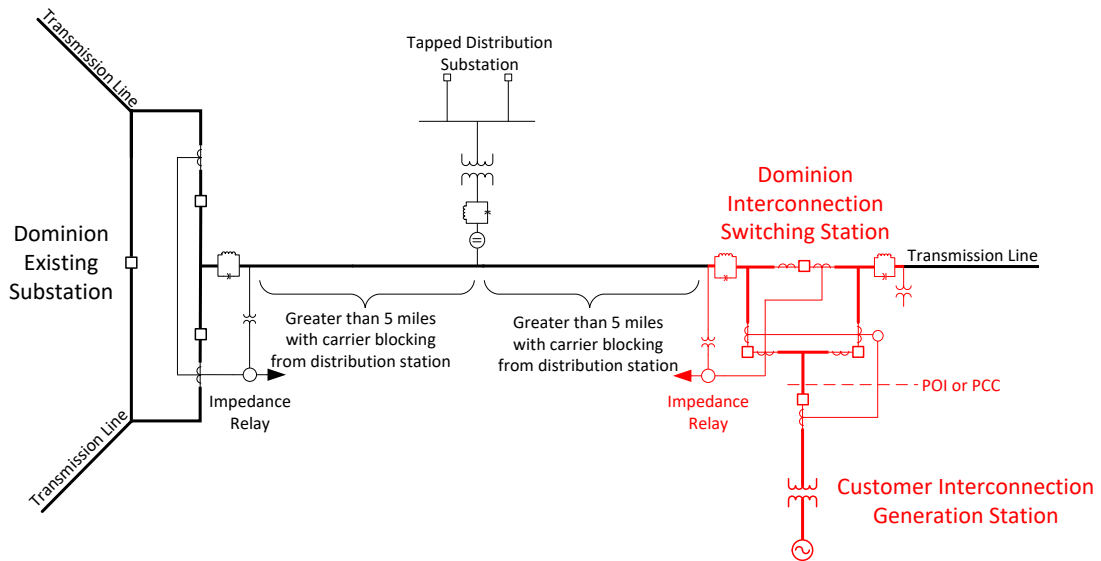 Transmission Line
Tapped Distribution
Substation
Dominion
Interconnection
Switching Station
Dominion
Existing
Substation
Transmission Line
Greater than 5 miles
with carrier blocking
from distribution station
Greater than 5 miles
with carrier blocking
from distribution station
Impedance
Relay
Impedance
Relay
POI or PCC
Transmission Line
Customer Interconnection
Generation Station